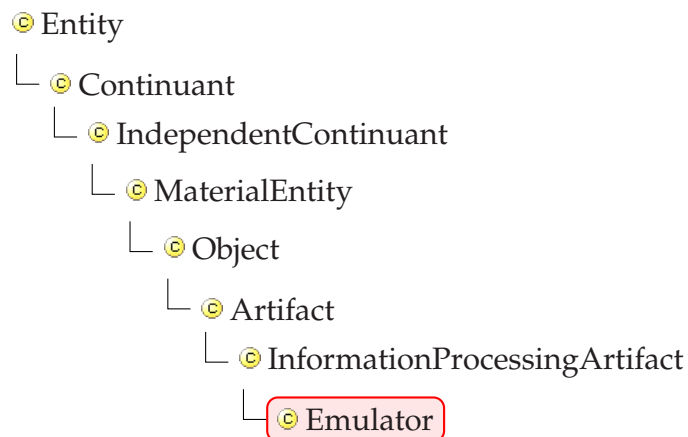 Entity
Continuant
IndependentContinuant
MaterialEntity
Object
Artifact
InformationProcessingArtifact
Emulator